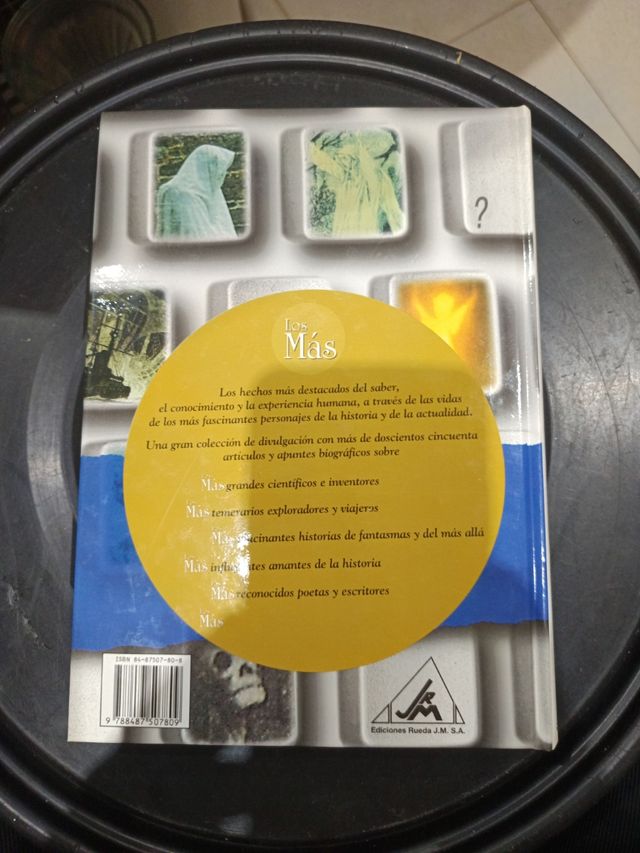 ?
Los
Más
Los hechos más destacados del saber,
el conocimiento y la experiencia humana, a través de las vidas
de los más fascinantes personajes de la historia y de la actualidad.
Una gran colección de divulgación con más de doscientos cincuenta
artículos y apuntes biográficos sobre
Más grandes científicos e inventores
Más temerarios exploradores y viajeros
Más fascinantes historias de fantasmas y del más allá
Más influyentes amantes de la historia
Más reconocidos poetas y escritores
Más
ISBN 84-87507-80-8
9 788487 507809
JRM
Ediciones Rueda J.M. S.A.